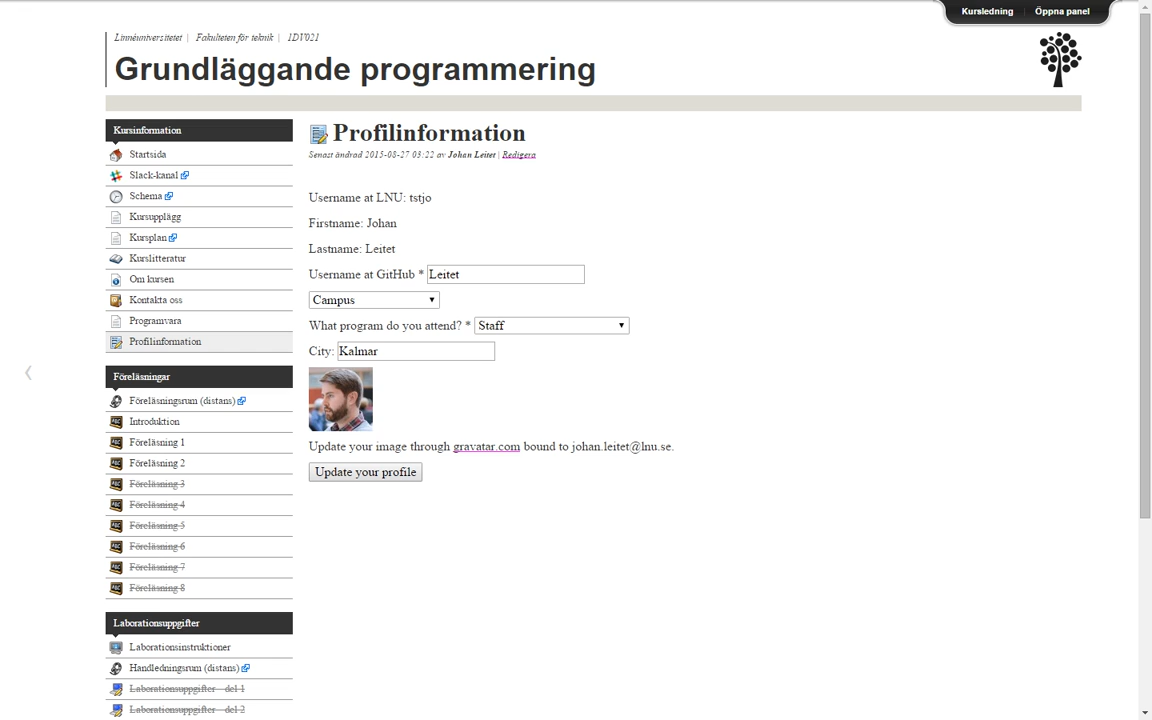 Kursledning | Öppna panel
Linnéuniversitetet | Fakulteten för teknik | 1DV021
Grundläggande programmering
Kursinformation
Startsida
Slack-kanal
Schema
Kursupplägg
Kursplan
Kurslitteratur
Om kursen
Kontakta oss
Programvara
Profilinformation
Föreläsningar
Föreläsningsrum (distans)
Introduktion
Föreläsning 1
Föreläsning 2
Föreläsning 3
Föreläsning 4
Föreläsning 5
Föreläsning 6
Föreläsning 7
Föreläsning 8
Laborationsuppgifter
Laborationsinstruktioner
Handledningsrum (distans)
Laborationsuppgifter - del 1
Laborationsuppgifter - del 2
Profilinformation
Senast ändrad 2015-08-27 03:22 av Johan Leitet | Redigera
Username at LNU: tstjo
Firstname: Johan
Lastname: Leitet
Username at GitHub * Leitet
Campus
What program do you attend? * Staff
City: Kalmar
Update your image through gravatar.com bound to johan.leitet@lnu.se.
Update your profile